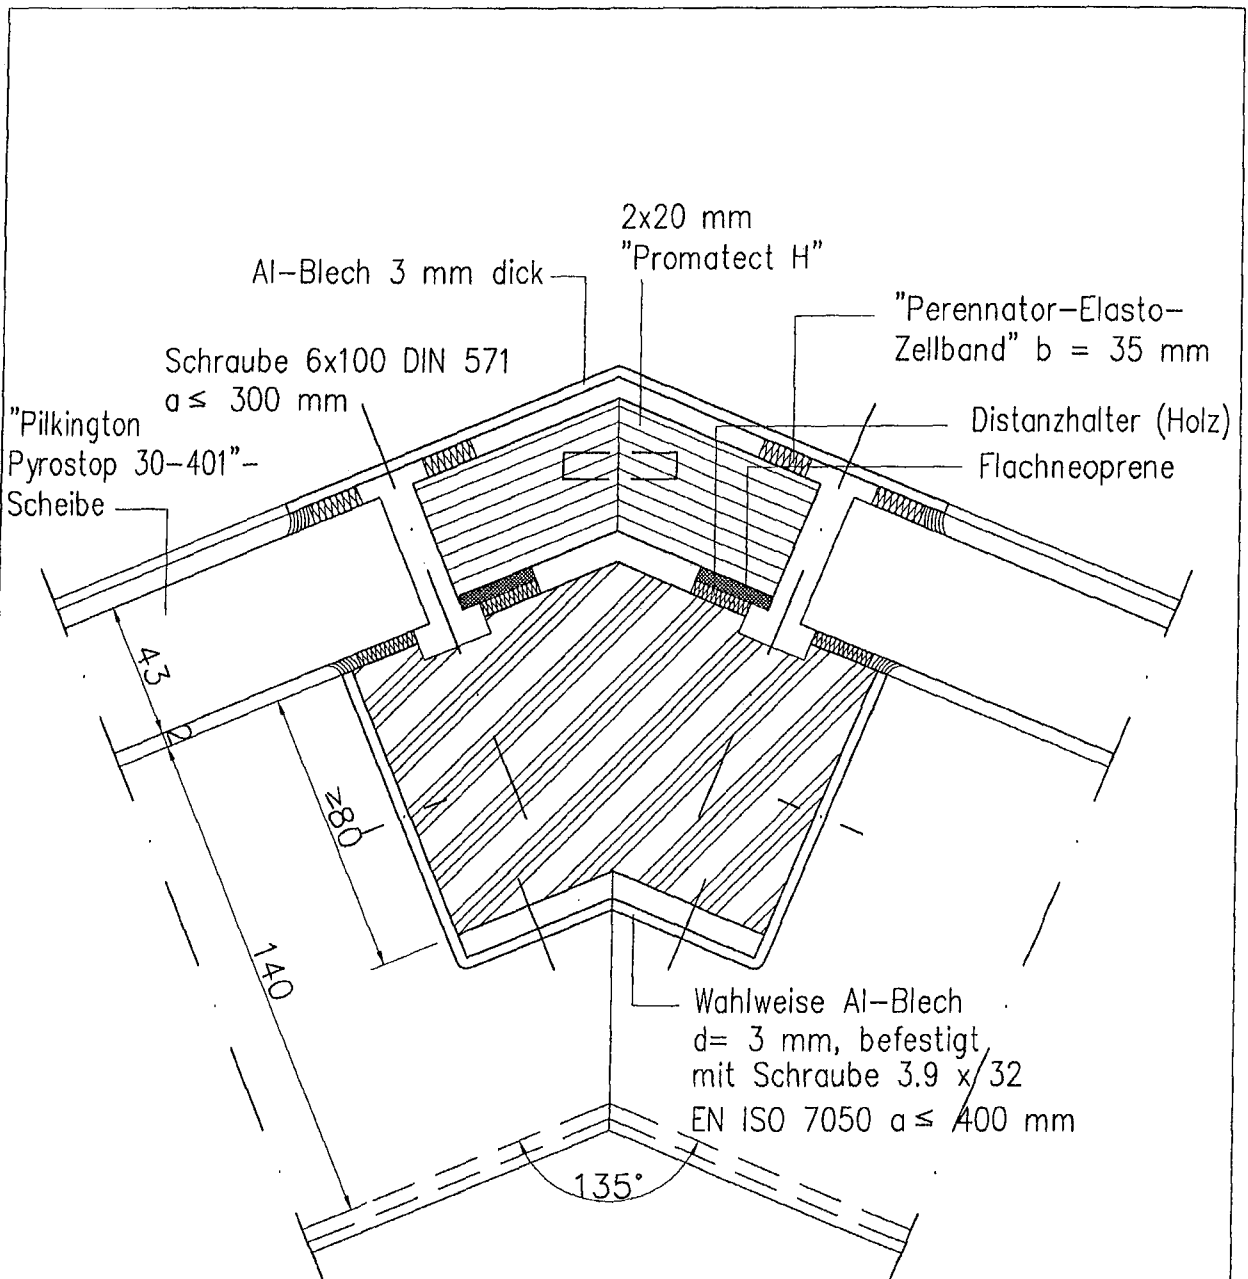 2x20 mm
"Promatect H"
Al-Blech 3 mm dick
"Perennator-Elasto-
Zellband" b = 35 mm
Schraube 6x100 DIN 571
a ≤ 300 mm
"Pilkington
Pyrostop 30-401"-
Scheibe
Distanzhalter (Holz)
Flachneoprene
43
2
≥80
140
Wahlweise Al-Blech
d= 3 mm, befestigt
mit Schraube 3.9 x 32
EN ISO 7050 a ≤ 400 mm
135°